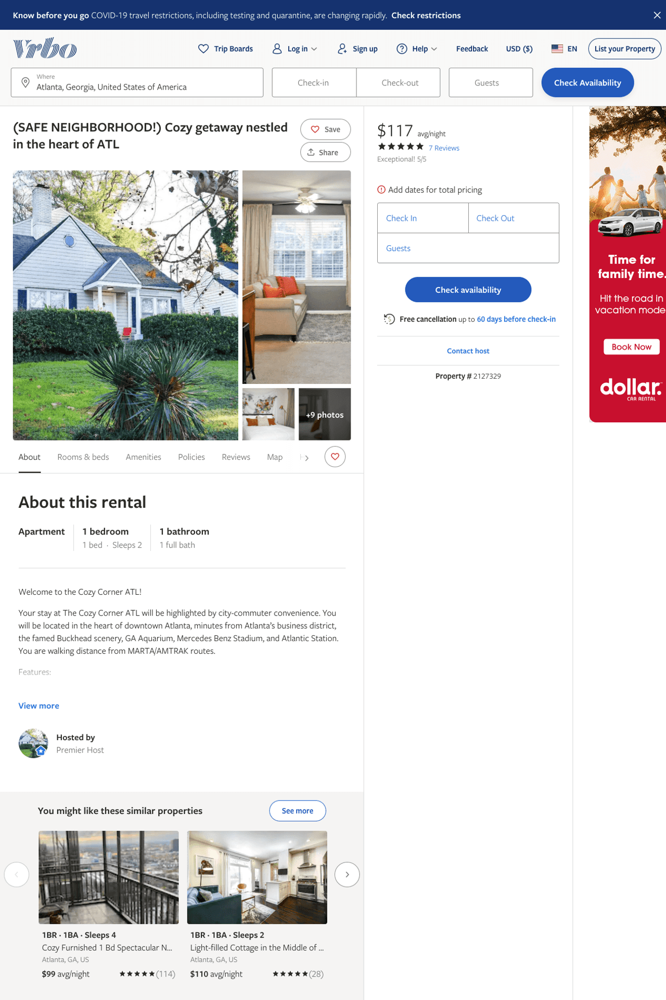 Know before you go COVID-19 travel restrictions, including testing and quarantine, are changing rapidly. Check restrictions
Vrbo
Trip Boards
Log in
Sign up
Help
Feedback
USD ($)
EN
List your Property
Where
Atlanta, Georgia, United States of America
Check-in
Check-out
Guests
Check Availability
(SAFE NEIGHBORHOOD!) Cozy getaway nestled
in the heart of ATL
Save
Share
+9 photos
$117 avg/night
7 Reviews
Exceptional! 5/5
Add dates for total pricing
Check In
Check Out
Guests
Check availability
Free cancellation up to 60 days before check-in
Contact host
Property # 2127329
Time for
family time.
Hit the road in
vacation mode
Book Now
dollar.
CAR RENTAL
About
Rooms & beds
Amenities
Policies
Reviews
Map
About this rental
Apartment
1 bedroom
1 bed · Sleeps 2
1 bathroom
1 full bath
Welcome to the Cozy Corner ATL!
Your stay at The Cozy Corner ATL will be highlighted by city-commuter convenience. You
will be located in the heart of downtown Atlanta, minutes from Atlanta’s business district,
the famed Buckhead scenery, GA Aquarium, Mercedes Benz Stadium, and Atlantic Station.
You are walking distance from MARTA/AMTRAK routes.
Features:
View more
Hosted by
Premier Host
You might like these similar properties
See more
1BR · 1BA · Sleeps 4
Cozy Furnished 1 Bd Spectacular N...
Atlanta, GA, US
$99 avg/night
(114)
1BR · 1BA · Sleeps 2
Light-filled Cottage in the Middle of ...
Atlanta, GA, US
$110 avg/night
(28)